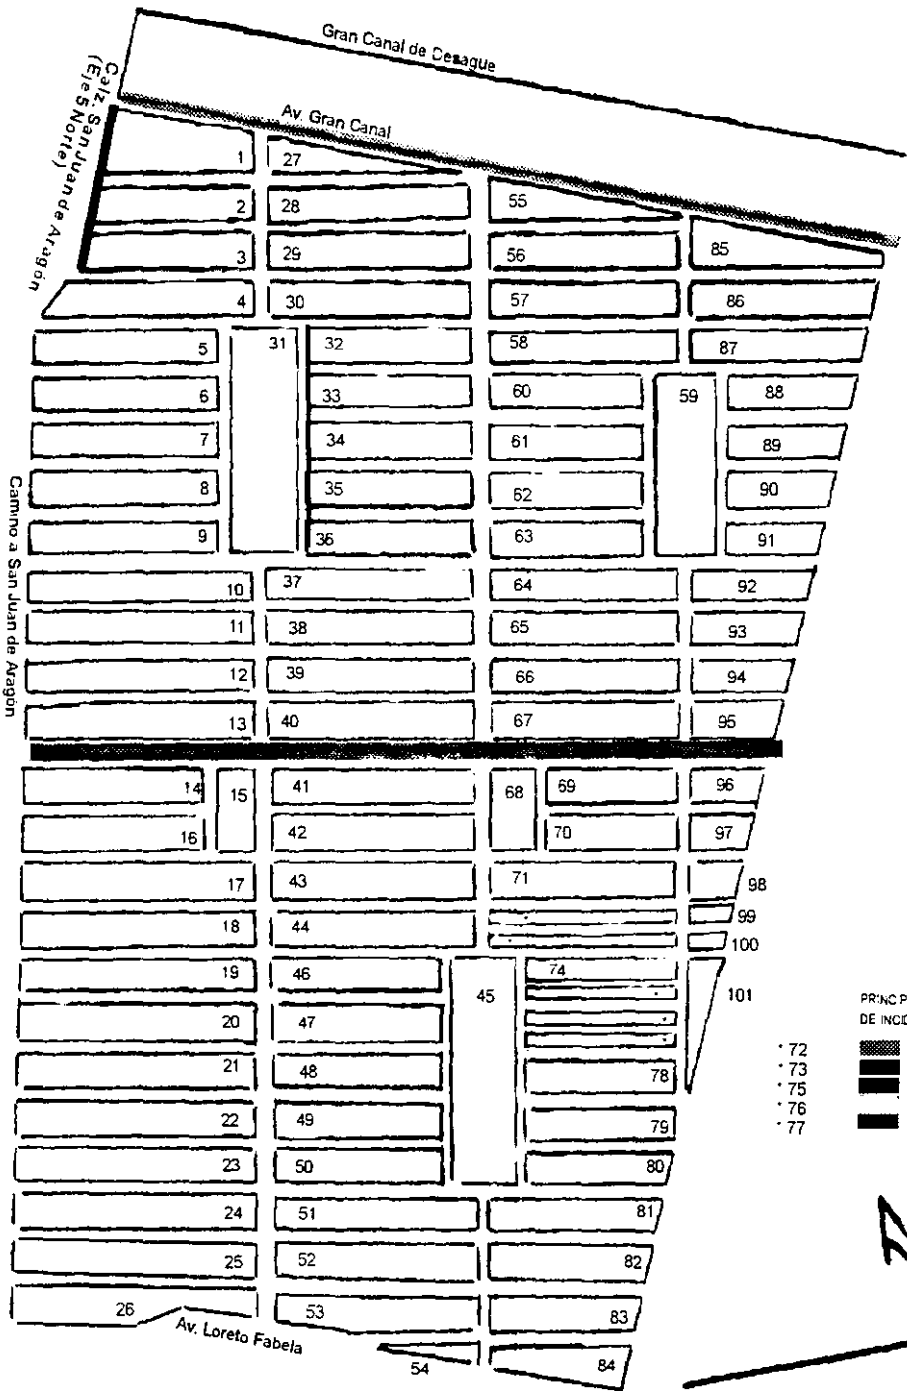 Gran Canal de Desague
Av. Gran Canal
Calz. San Juan de Aragón
(Eje 5 Norte)
1 27
2 28 55
3 29 56 85
4 30 57 86
5 31 32 58 87
6 33 60 59 88
7 34 61 89
8 35 62 90
9 36 63 91
Camino a San Juan de Aragón
10 37 64 92
11 38 65 93
12 39 66 94
13 40 67 95
14 15 41 68 69 96
16 42 70 97
17 43 71 98
18 44 99
100
19 46 45 74 101
20 47
21 48 78
22 49 79
23 50 80
24 51 81
25 52 82
26 53 83
Av. Loreto Fabela
54 84
DE
* 72
* 73
* 75
* 76
* 77